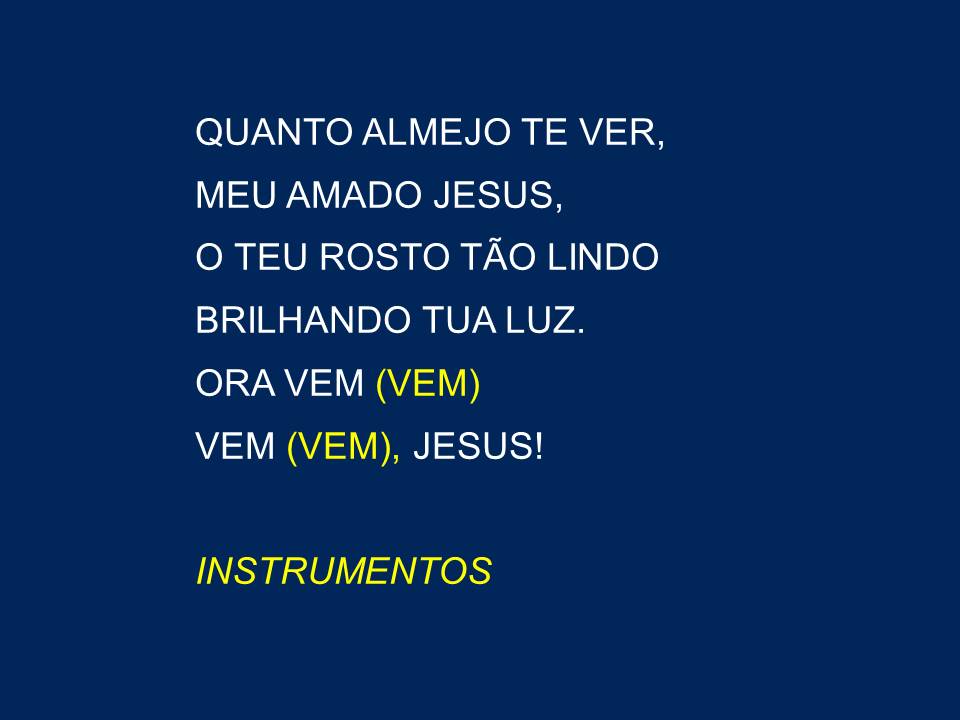 QUANTO ALMEJO TE VER,
MEU AMADO JESUS,
O TEU ROSTO TÃO LINDO
BRILHANDO TUA LUZ.
ORA VEM (VEM)
VEM (VEM), JESUS!
INSTRUMENTOS